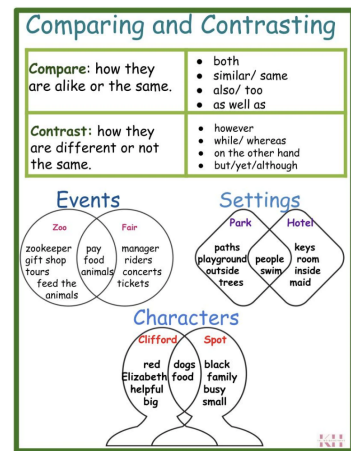 Comparing and Contrasting
Compare: how they
are alike or the same.
● both
● similar/ same
● also/ too
● as well as
Contrast: how they
are different or not
the same.
● however
● while/ whereas
● on the other hand
● but/yet/although
Events
Zoo
Fair
zookeeper
gift shop
tours
feed the
animals
pay
food
animals
manager
riders
concerts
tickets
Settings
Park
Hotel
paths
playground
outside
trees
people
swim
keys
room
inside
maid
Characters
Clifford
Spot
red
Elizabeth
helpful
big
dogs
food
black
family
busy
small
KH